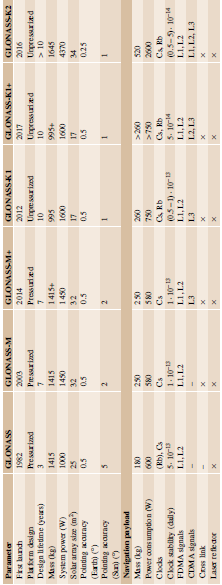 Parameter GLONASS GLONASS-M GLONASS-M+ GLONASS-K1 GLONASS-K1+ GLONASS-K2
First launch 1982 2003 2014 2012 2017 2016
Platform design Pressurized Pressurized Pressurized Unpressurized Unpressurized Unpressurized
Design lifetime (years) 3 7 7 10 10 > 10
Mass (kg) 1415 1415 1415+ 995 995+ 1645
System power (W) 1000 1450 1450 1600 1600 4370
Solar array size (m²) 25 32 32 17 17 34
Pointing accuracy (Earth) (°) 0.5 0.5 0.5 0.5 0.5 0.25
Pointing accuracy (Sun) (°) 5 2 2 1 1 1
Navigation payload
Mass (kg) 180 250 250 260 >260 520
Power consumption (W) 600 580 580 750 >750 2600
Clocks (Rb), Cs Cs Cs Cs, Rb Cs, Rb Cs, Rb
Clock stability (daily) 5·10⁻¹³ 1·10⁻¹³ 1·10⁻¹³ (0.5−1)·10⁻¹³ 5·10⁻¹⁴ (0.5−5)·10⁻¹⁴
FDMA signals L1,L2 L1,L2 L1,L2 L1,L2 L1,L2 L1,L2
CDMA signals – – L3 L3 L2, L3 L1, L2, L3
Cross link – × × × × ×
Laser reflector × × × × × ×